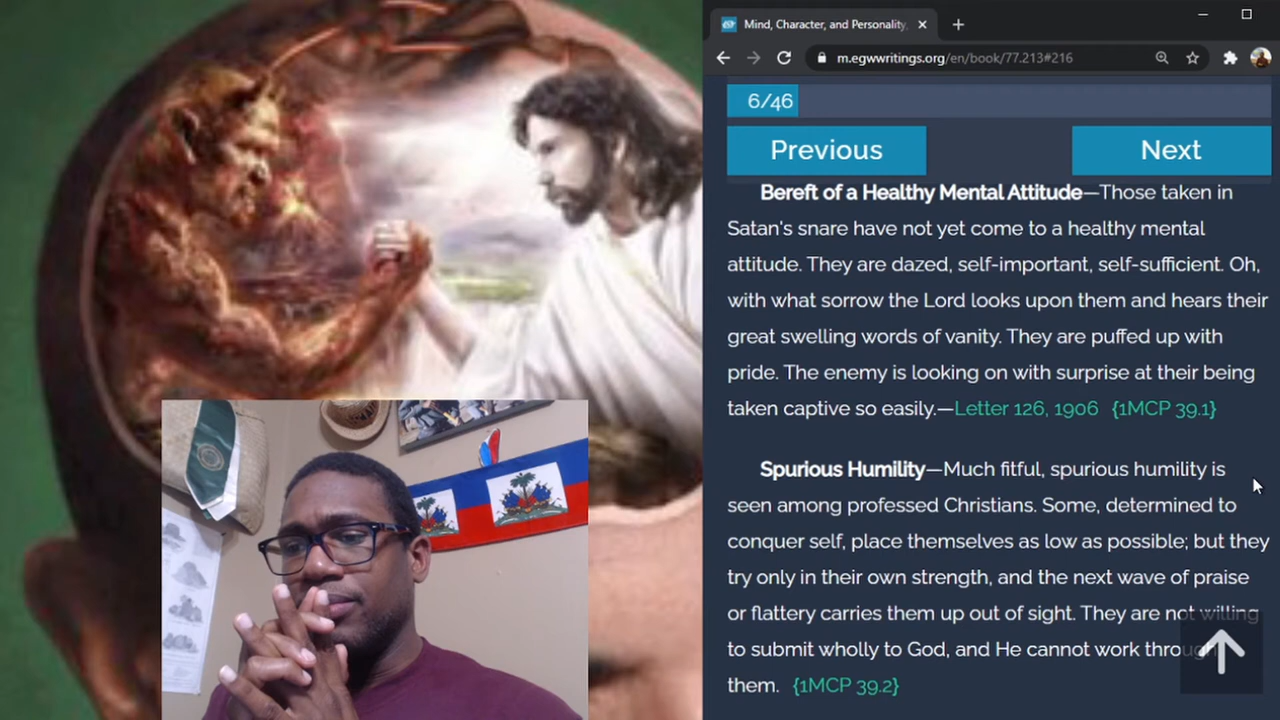 Mind, Character, and Personality,
m.egwwritings.org/en/book/77.213#216
6/46
Previous
Next
Bereft of a Healthy Mental Attitude—Those taken in
Satan's snare have not yet come to a healthy mental
attitude. They are dazed, self-important, self-sufficient. Oh,
with what sorrow the Lord looks upon them and hears their
great swelling words of vanity. They are puffed up with
pride. The enemy is looking on with surprise at their being
taken captive so easily.—Letter 126, 1906 {1MCP 39.1}
Spurious Humility—Much fitful, spurious humility is
seen among professed Christians. Some, determined to
conquer self, place themselves as low as possible; but they
try only in their own strength, and the next wave of praise
or flattery carries them up out of sight. They are not willing
to submit wholly to God, and He cannot work through
them. {1MCP 39.2}